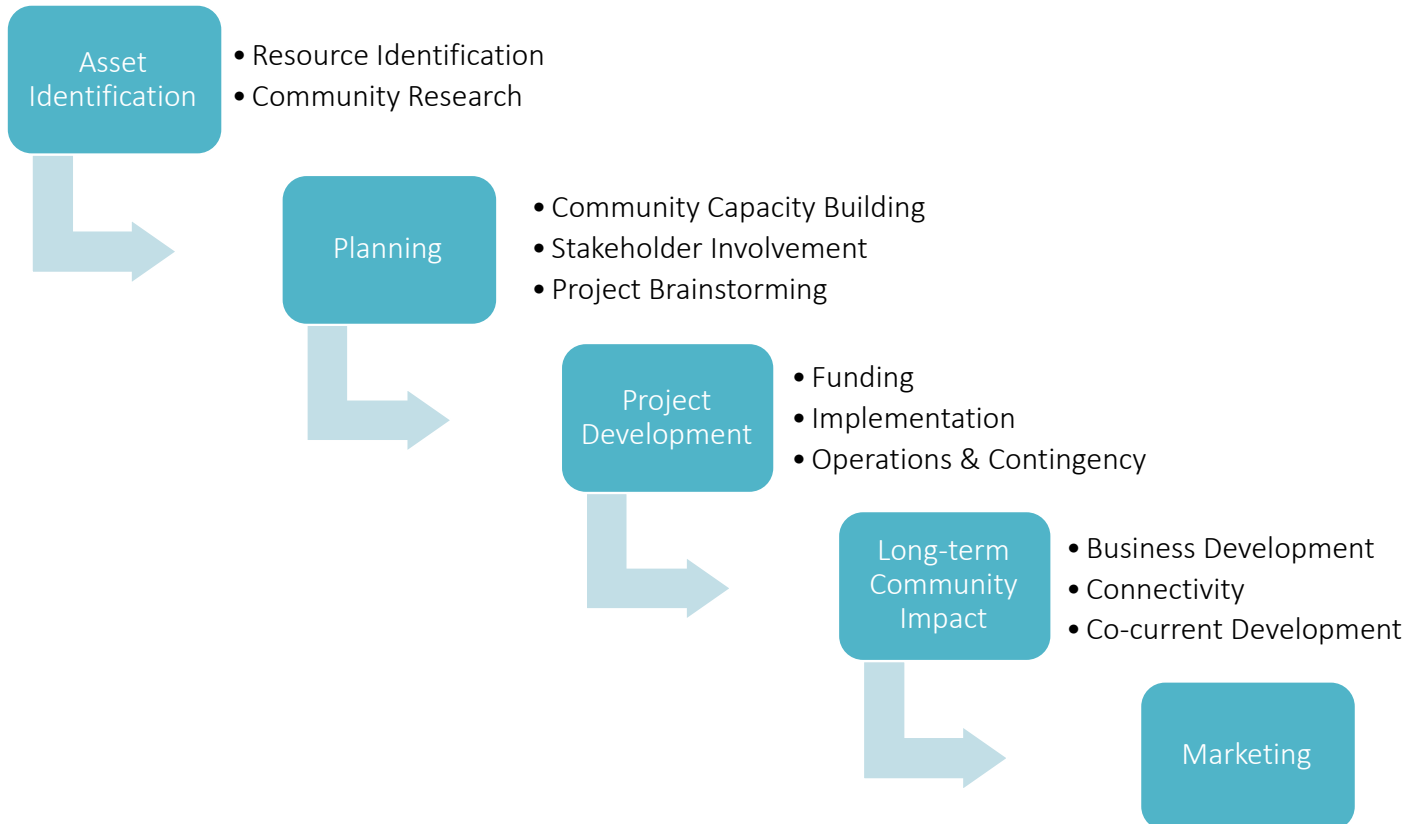 Asset
Identification
• Resource Identification
• Community Research
Planning
• Community Capacity Building
• Stakeholder Involvement
• Project Brainstorming
Project
Development
• Funding
• Implementation
• Operations & Contingency
Long-term
Community
Impact
• Business Development
• Connectivity
• Co-current Development
Marketing